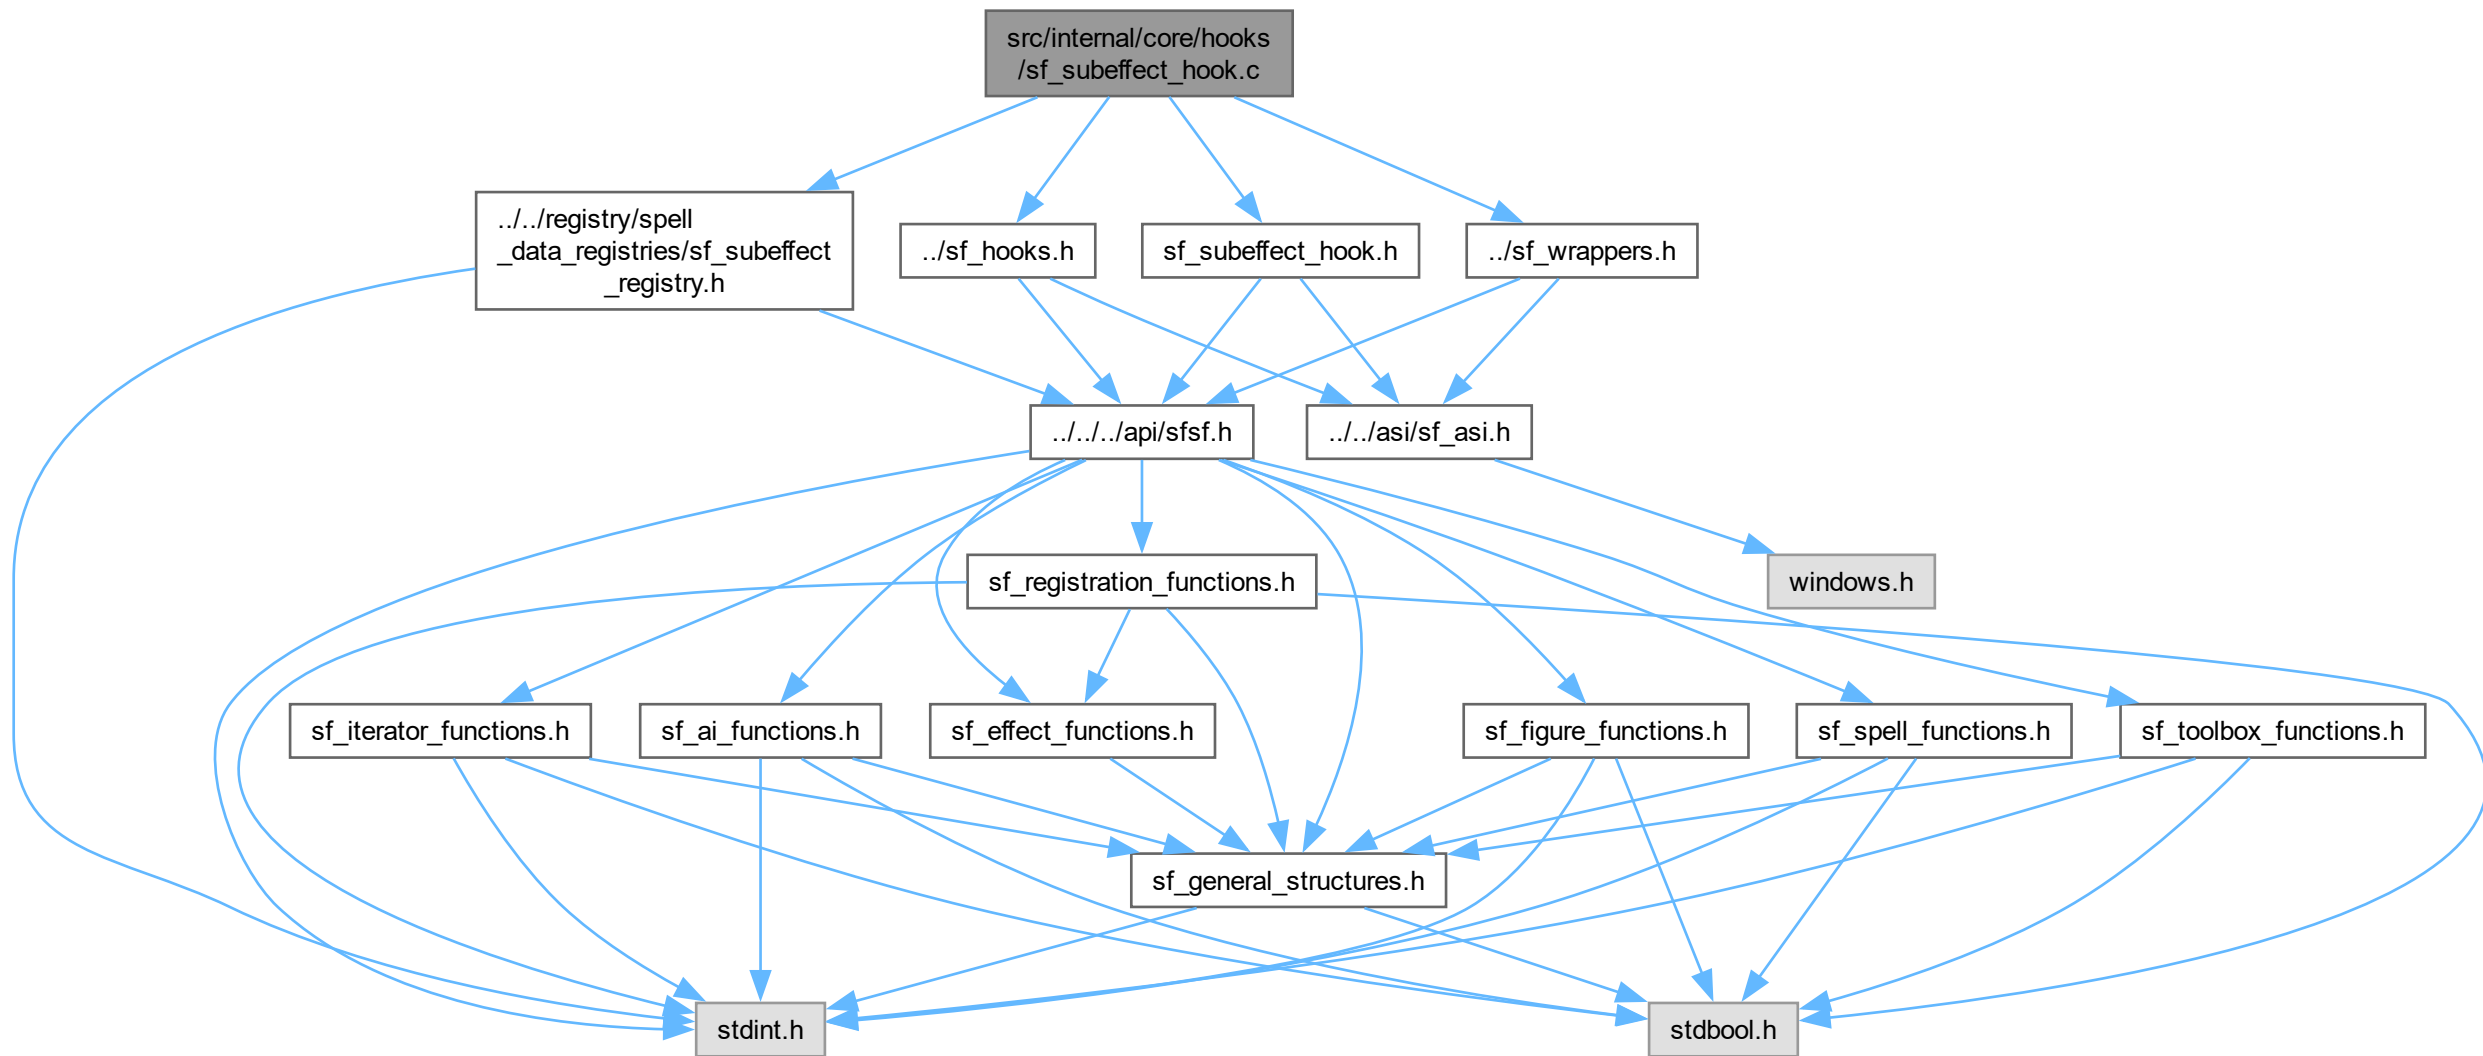 src/internal/core/hooks
/sf_subeffect_hook.c
../../registry/spell
_data_registries/sf_subeffect
_registry.h
../sf_hooks.h
sf_subeffect_hook.h
../sf_wrappers.h
../../../api/sfsf.h
../../asi/sf_asi.h
sf_registration_functions.h
windows.h
sf_iterator_functions.h
sf_ai_functions.h
sf_effect_functions.h
sf_figure_functions.h
sf_spell_functions.h
sf_toolbox_functions.h
sf_general_structures.h
stdint.h
stdbool.h